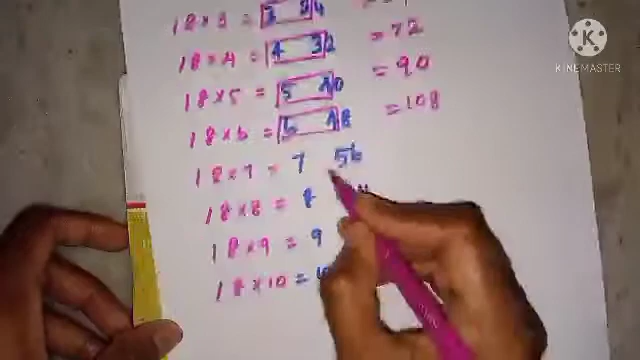 18 × 3 = 3 24
18 × 4 = 4 32 = 72
18 × 5 = 5 40 = 90
18 × 6 = 6 48 = 108
18 × 7 = 7 56
18 × 8 = 8
18 × 9 = 9
18 × 10 =
KINEMASTER